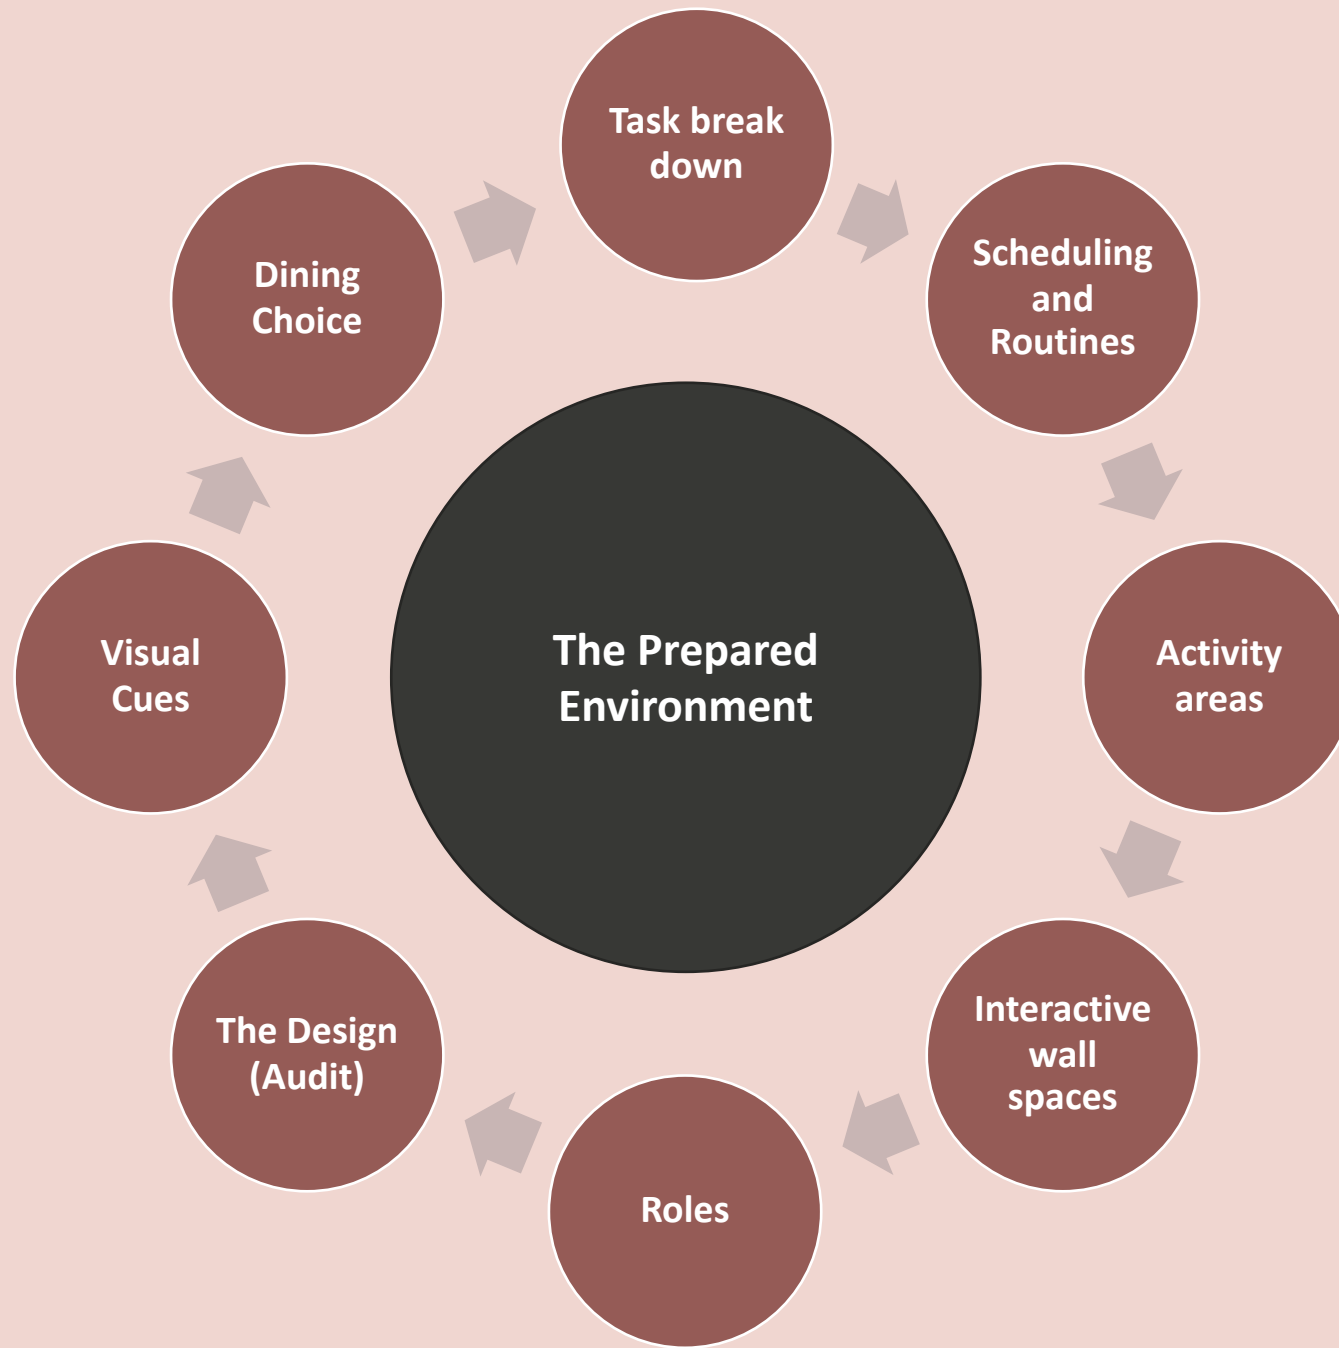 Task break
down
Scheduling
and
Routines
Activity
areas
Interactive
wall
spaces
Roles
The Design
(Audit)
Visual
Cues
Dining
Choice
The Prepared
Environment